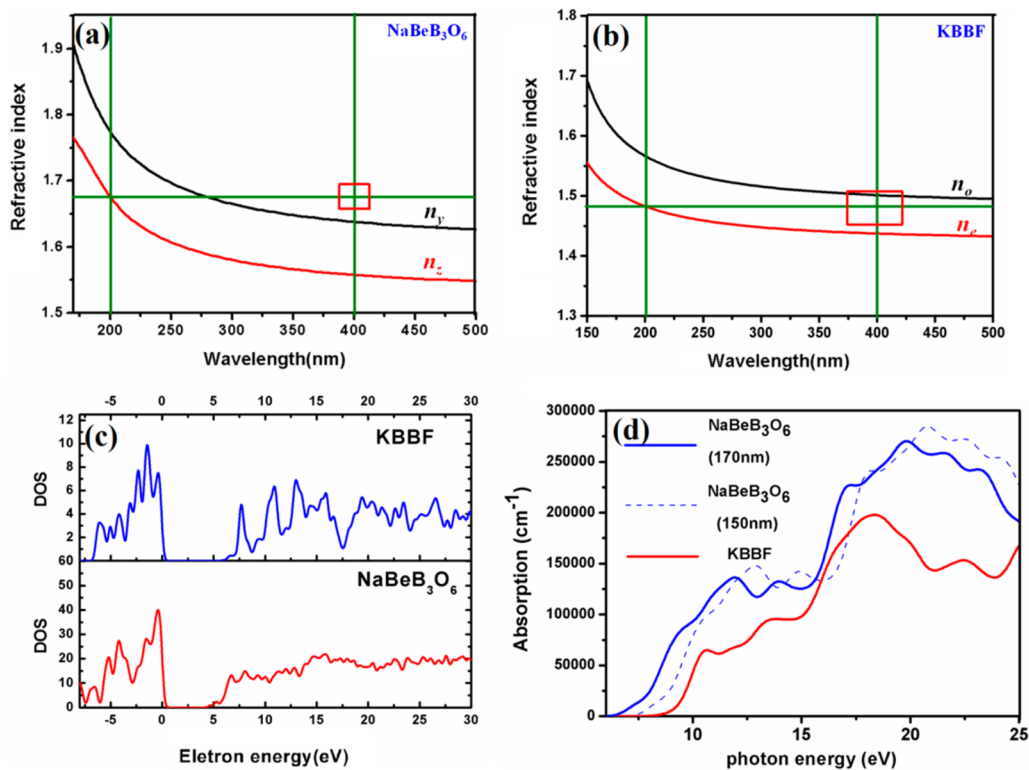 (a)
NaBeB₃O₆
1.9
1.8
1.7
1.6
1.5
Refractive index
n_y
n_z
200
250
300
350
400
450
500
Wavelength(nm)
(b)
KBBF
1.8
1.7
1.6
1.5
1.4
1.3
Refractive index
n_o
n_e
150
200
250
300
350
400
450
500
Wavelength(nm)
-5 0 5 10 15 20 25 30
(c)
KBBF
12
10
8
6
4
2
60
DOS
NaBeB₃O₆
50
40
30
20
10
0
DOS
-5 0 5 10 15 20 25 30
Eletron energy(eV)
(d)
NaBeB₃O₆
(170nm)
NaBeB₃O₆
(150nm)
KBBF
300000
250000
200000
150000
100000
50000
0
Absorption (cm⁻¹)
10
15
20
25
photon energy (eV)